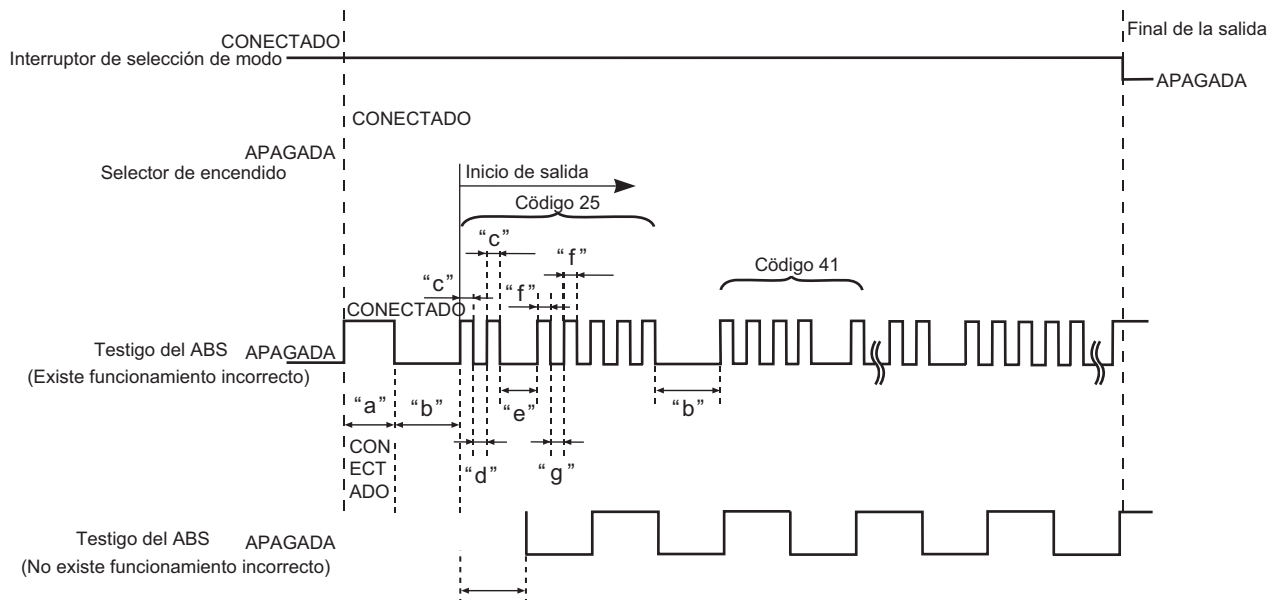 CONECTADO
Final de la salida
Interruptor de selección de modo
APAGADA
CONECTADO
APAGADA
Selector de encendido
Inicio de salida
Cödigo 25
“c”
“f”
Cödigo 41
“c”
“f”
CONECTADO
Testigo del ABS APAGADA
(Existe funcionamiento incorrecto)
“a” “b” “e” “b”
CON
ECT
ADO
“d” “g”
Testigo del ABS APAGADA
(No existe funcionamiento incorrecto)